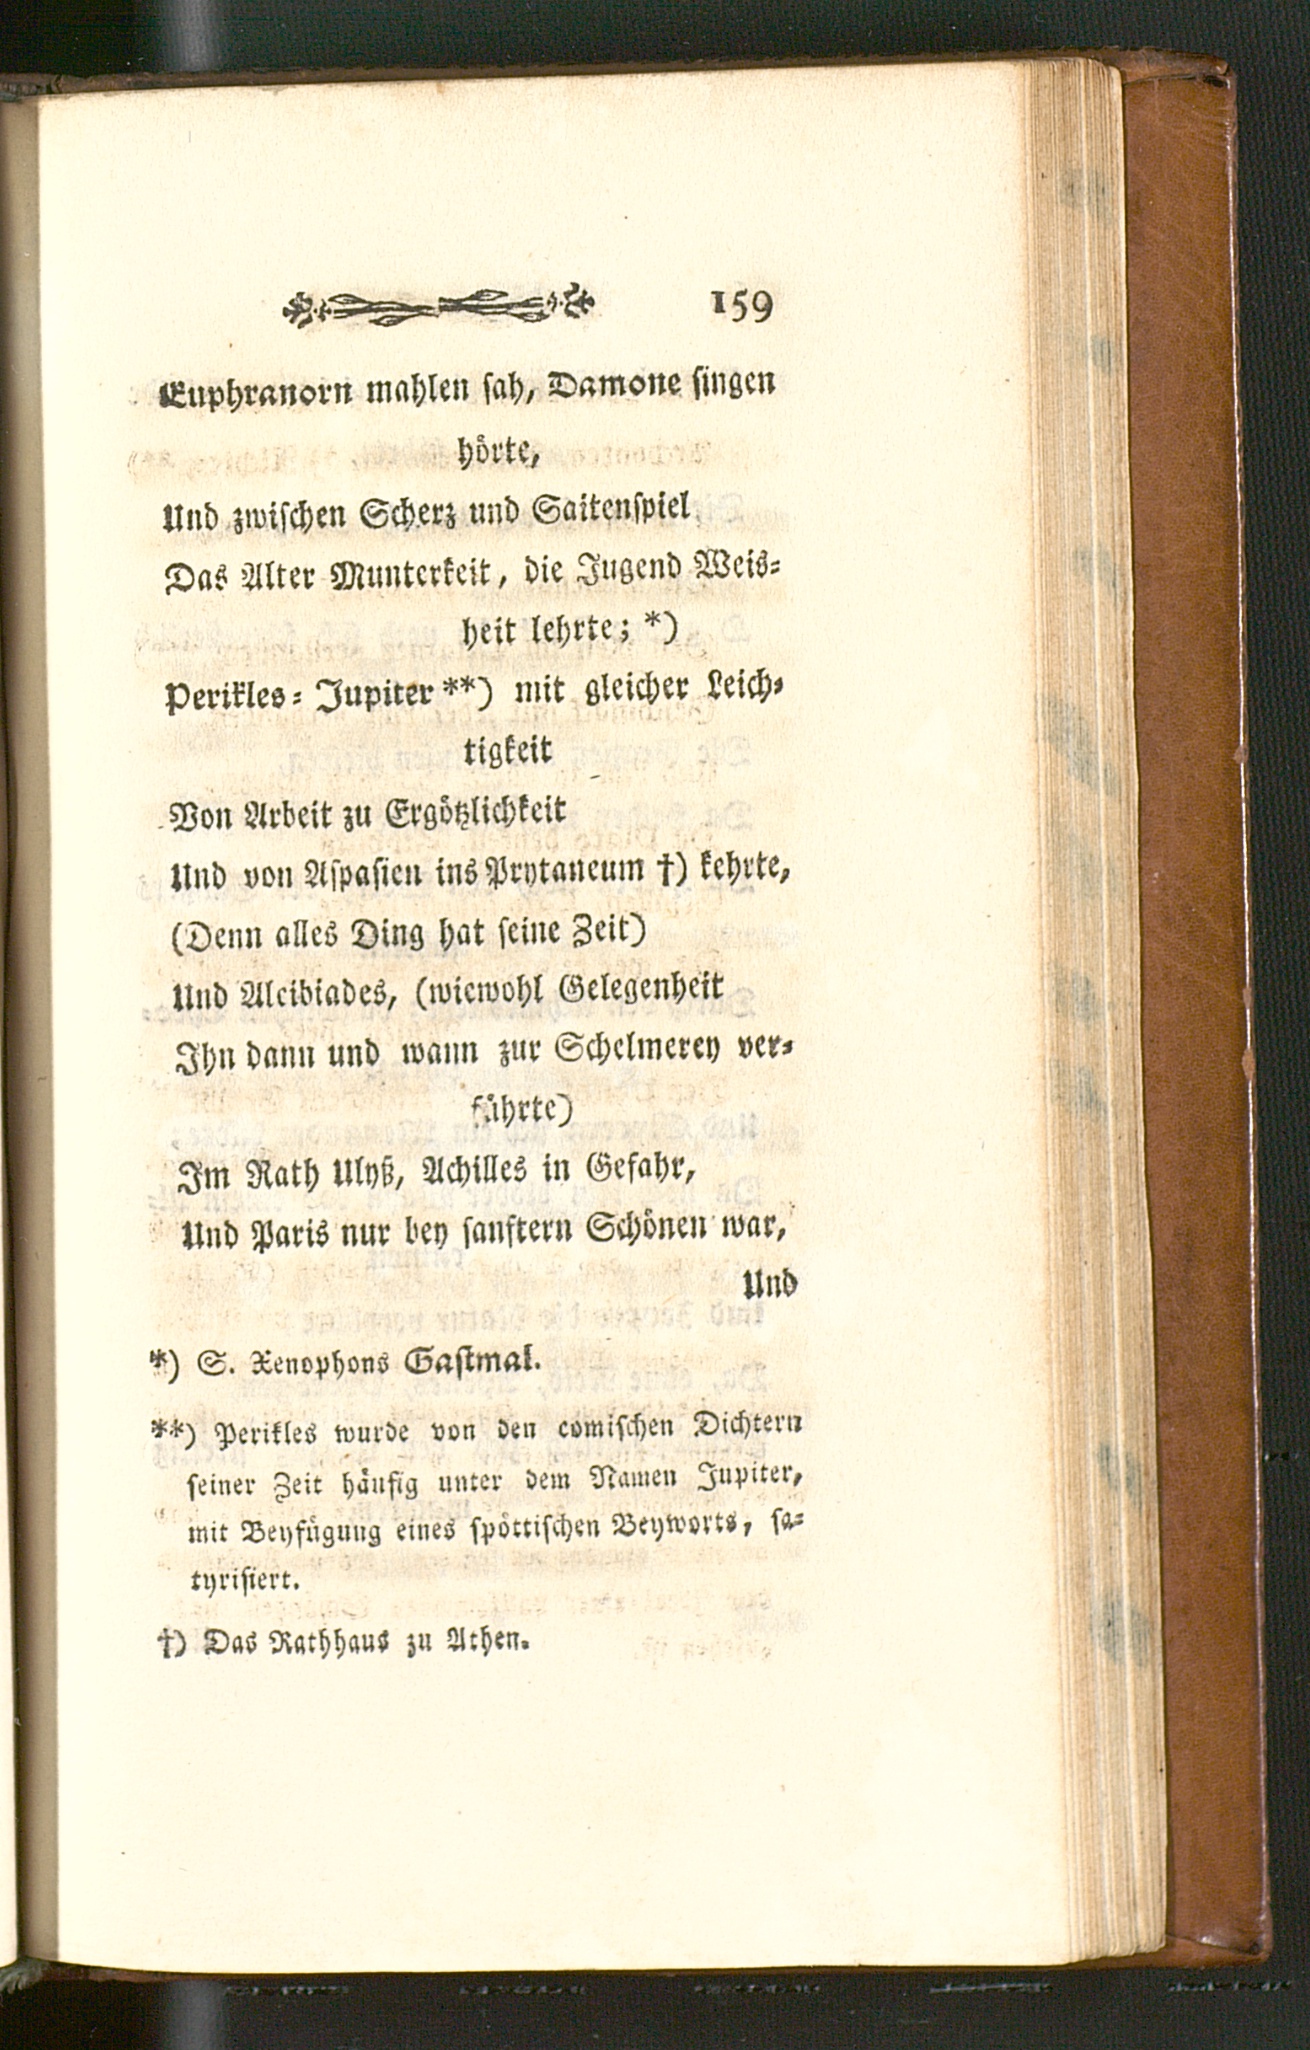 159
Euphranorn mahlen sah, Damone singen
hörte,
Und zwischen Scherz und Saitenspiel
Das Alter Munterkeit, die Jugend Weis=
heit lehrte; *)
Perikles=Jupiter **) mit gleicher Leich=
tigkeit
Von Arbeit zu Ergötzlichkeit
Und von Aspasien ins Prytaneum †) kehrte,
(Denn alles Ding hat seine Zeit)
Und Alcibiades, (wiewohl Gelegenheit
Ihn dann und wann zur Schelmerey ver=
führte)
Im Rath Ulyß, Achilles in Gefahr,
Und Paris nur bey sanftern Schönen war,
Und
*) S. Xenophons Gastmal.
**) Perikles wurde von den comischen Dichtern
seiner Zeit häufig unter dem Namen Jupiter,
mit Beyfügung eines spöttischen Beyworts, sa=
tyrisiert.
†) Das Rathhaus zu Athen.